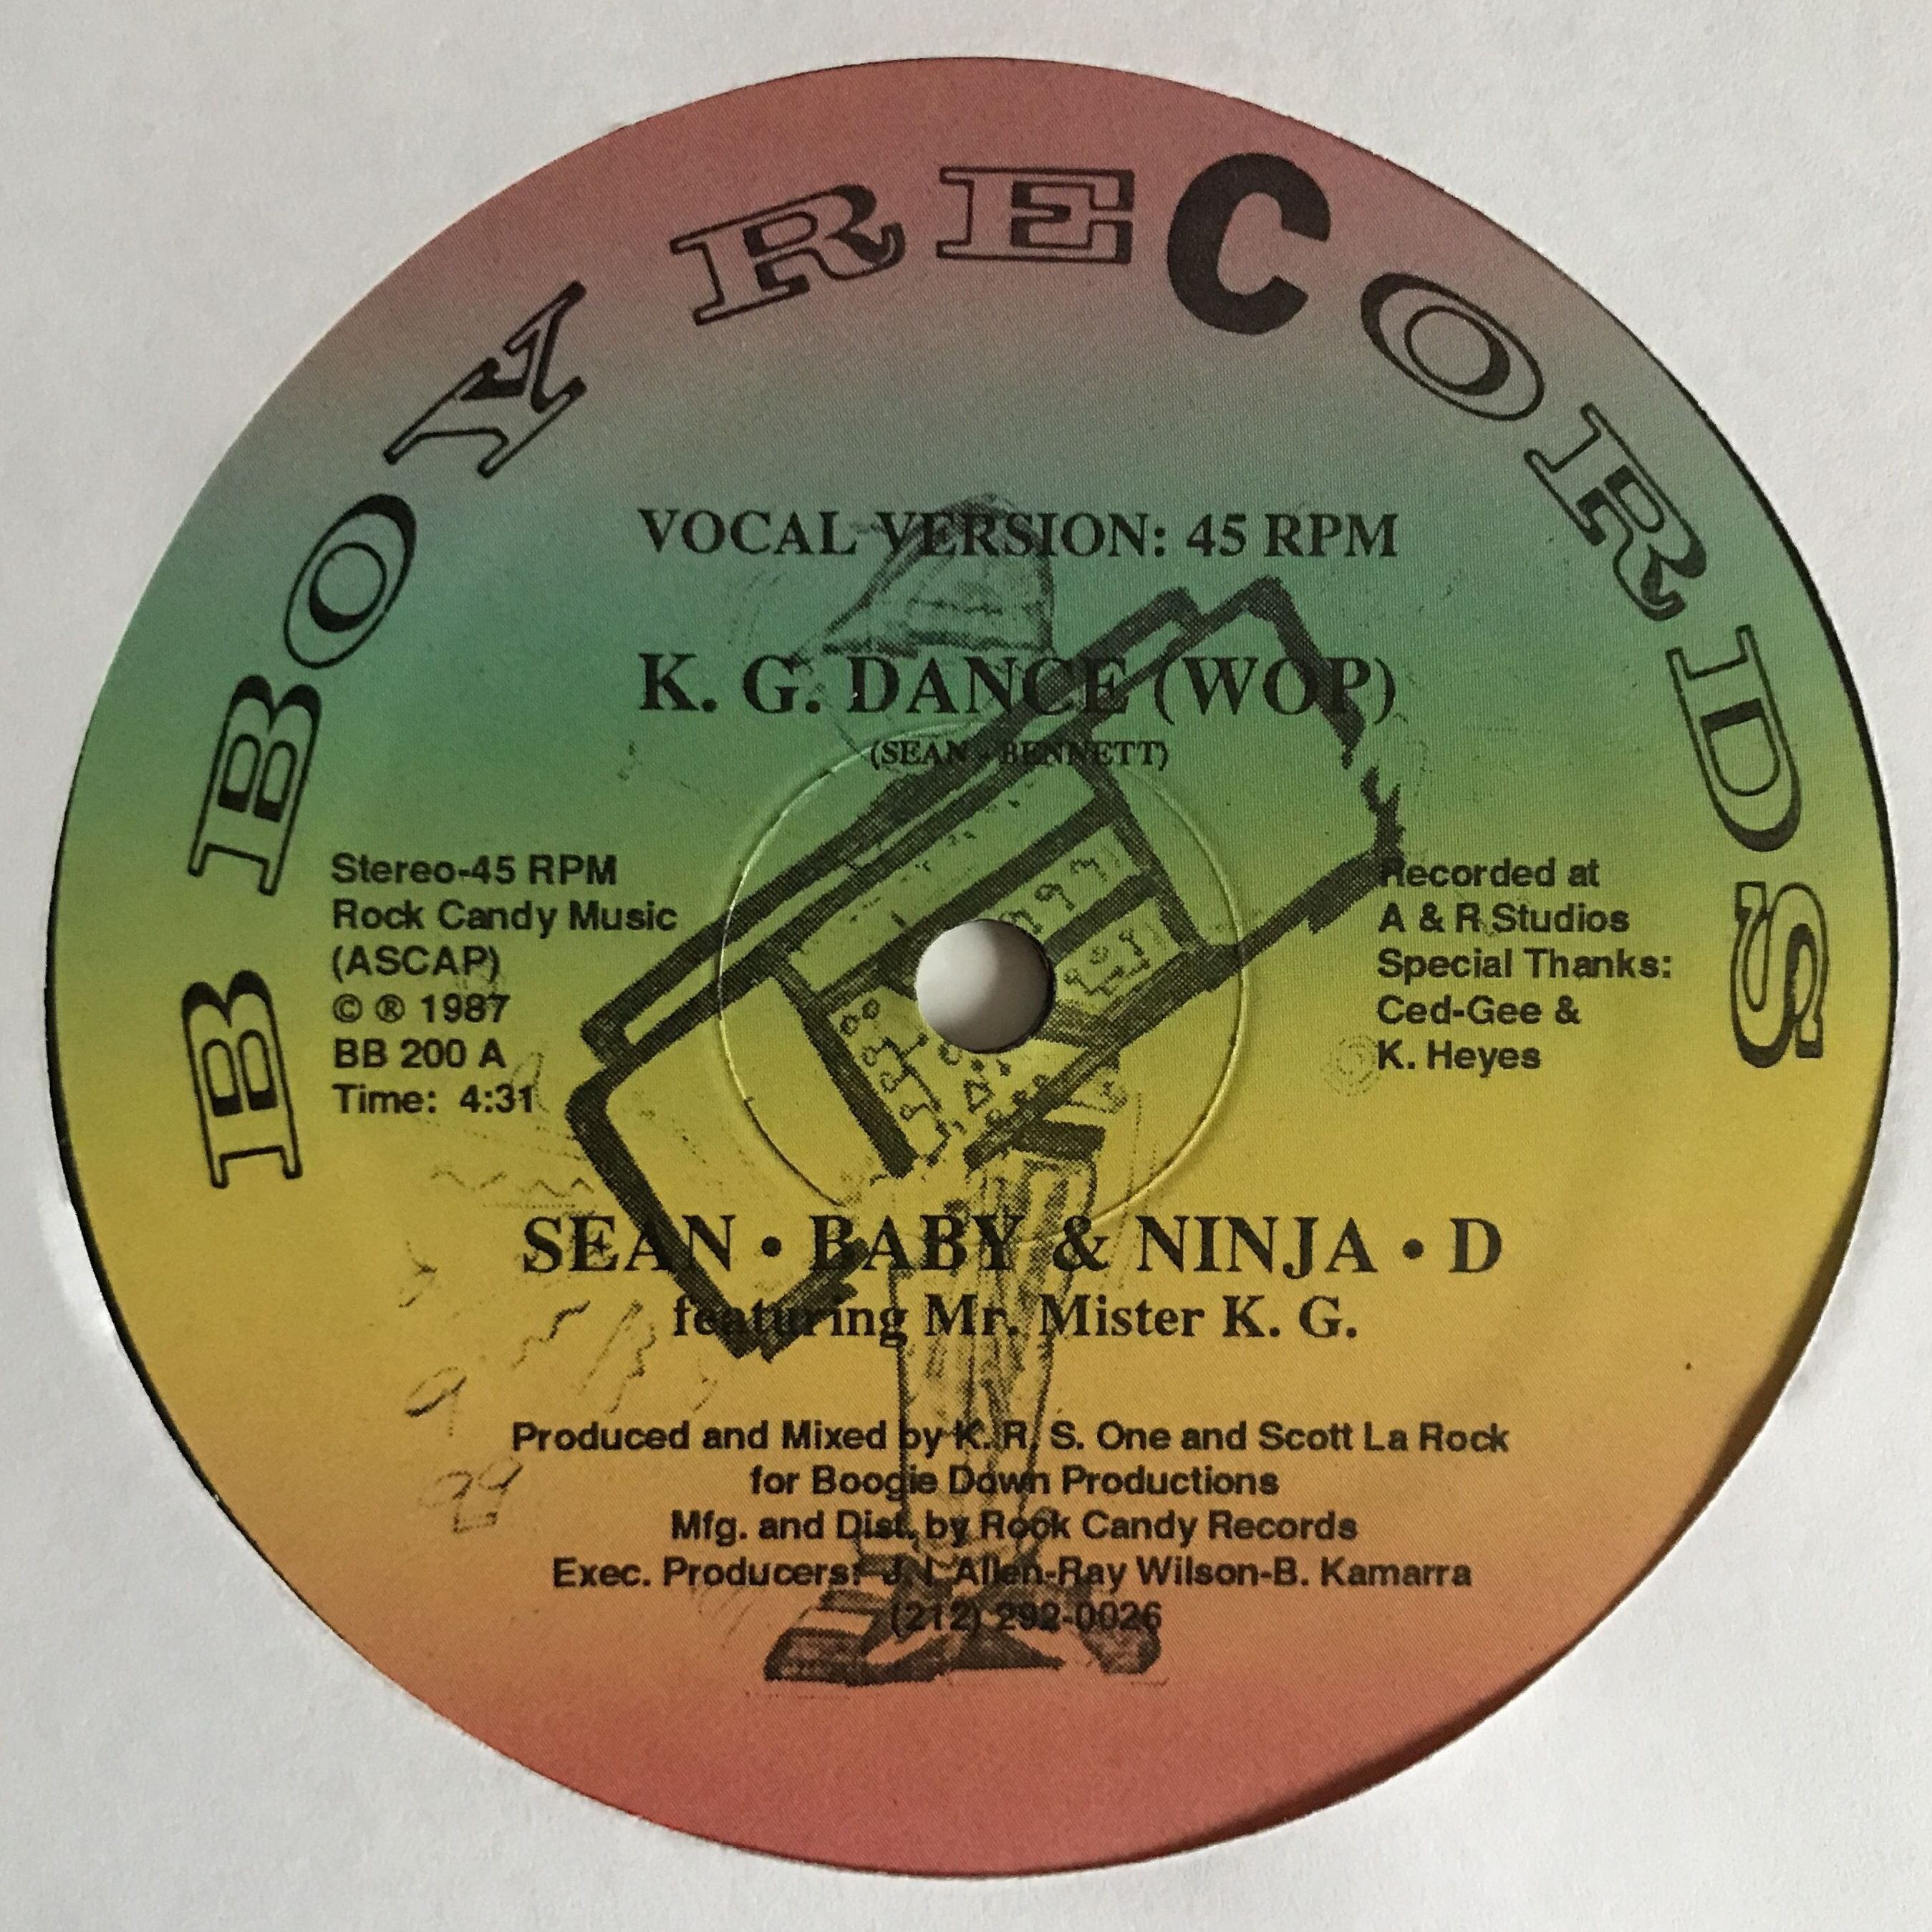 B BOY RECORDS
VOCAL VERSION: 45 RPM
K. G. DANCE (WOP)
(SEAN - BENNETT)
Stereo-45 RPM
Rock Candy Music
(ASCAP)
© ® 1987
BB 200 A
Time: 4:31
Recorded at
A & R Studios
Special Thanks:
Ced-Gee &
K. Heyes
SEAN • BABY & NINJA • D
featuring Mr. Mister K. G.
Produced and Mixed by K. R. S. One and Scott La Rock
for Boogie Down Productions
Mfg. and Dist. by Rock Candy Records
Exec. Producers: J. I. Allen-Ray Wilson-B. Kamarra
(212) 292-0026